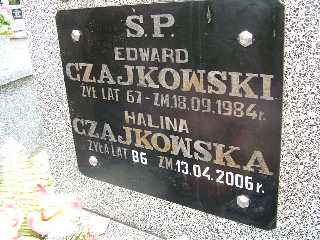 S.P.
EDWARD
CZAJKOWSKI
ŻYŁ LAT 67 - ZM.18.09.1984r.
HALINA
CZAJKOWSKA
ŻYŁA LAT 86 ZM.13.04.2006r.